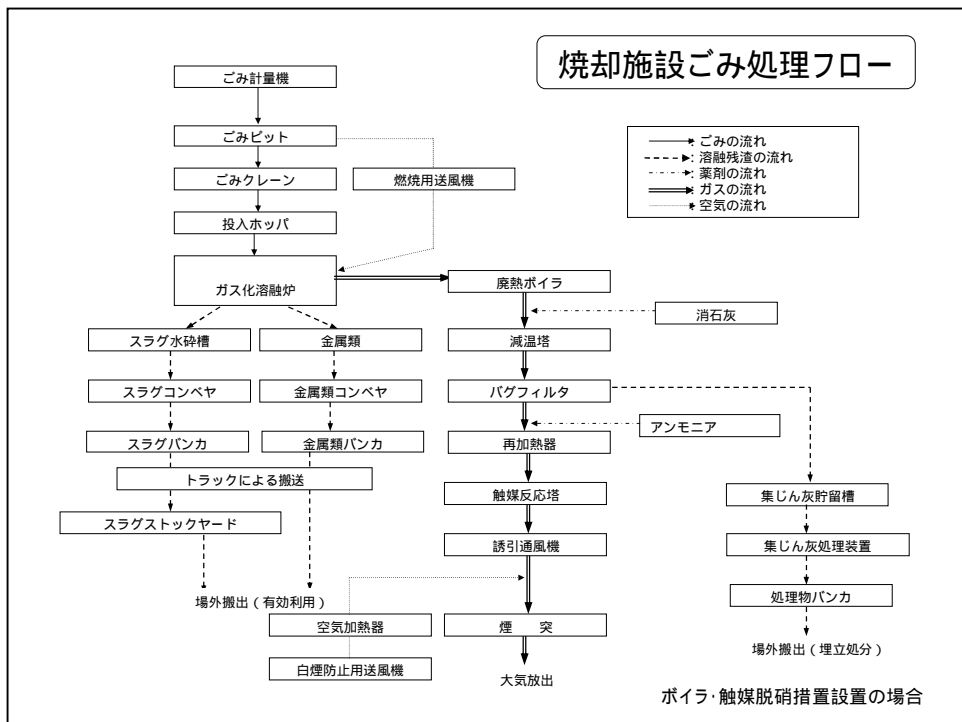 焼却施設ごみ処理フロー
ごみ計量機
ごみピット
ごみクレーン
燃焼用送風機
投入ホッパ
ガス化溶融炉
:ごみの流れ
:溶融残渣の流れ
:薬剤の流れ
:ガスの流れ
:空気の流れ
廃熱ボイラ
消石灰
スラグ水砕槽
金属類
減温塔
スラグコンベヤ
金属類コンベヤ
バグフィルタ
アンモニア
スラグバンカ
金属類バンカ
再加熱器
トラックによる搬送
触媒反応塔
集じん灰貯留槽
スラグストックヤード
誘引通風機
集じん灰処理装置
場外搬出(有効利用)
処理物バンカ
空気加熱器
煙 突
場外搬出(埋立処分)
白煙防止用送風機
大気放出
ボイラ・触媒脱硝措置設置の場合